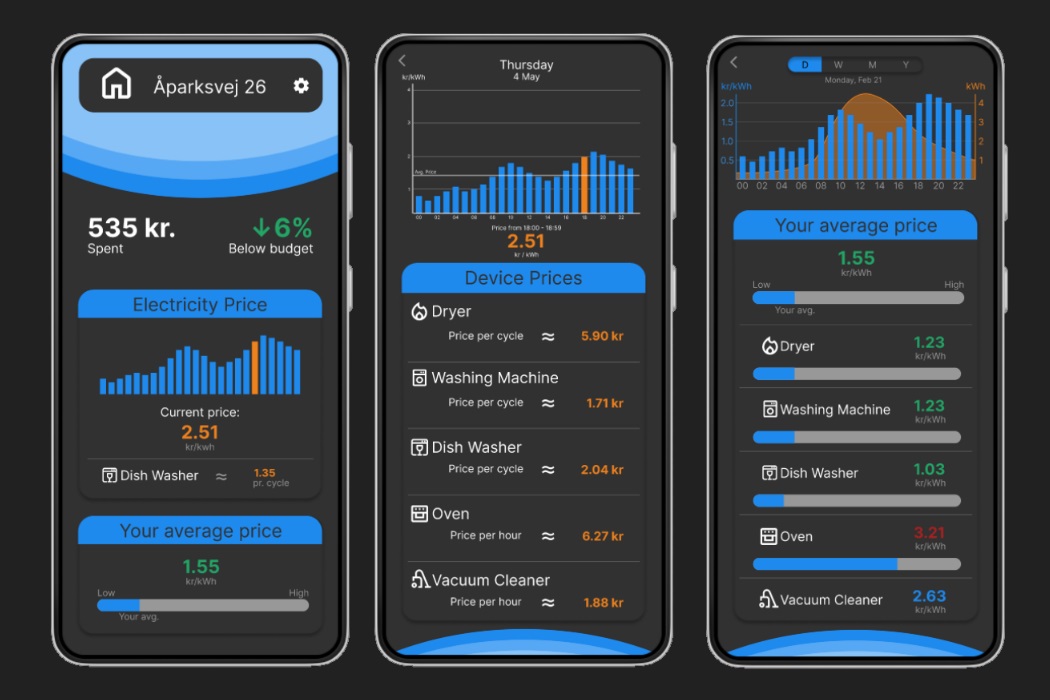 Åparksvej 26
535 kr.
Spent
↓6%
Below budget
Electricity Price
Current price:
2.51
kr/kwh
Dish Washer ≈ 1.35
pr. cycle
Your average price
1.55
kr/kWh
Low High
Your avg.
Thursday
4 May
kr/kWh
4
3
2
Avg. Price
1
00 02 04 06 08 10 12 14 16 18 20 22
Price from 18:00 - 18:59
2.51
kr / kWh
Device Prices
Dryer
Price per cycle ≈ 5.90 kr
Washing Machine
Price per cycle ≈ 1.71 kr
Dish Washer
Price per cycle ≈ 2.04 kr
Oven
Price per hour ≈ 6.27 kr
Vacuum Cleaner
Price per hour ≈ 1.88 kr
D W M Y
Monday, Feb 21
kr/kWh kWh
2.0 4
1.5 3
1.0 2
0.5 1
00 02 04 06 08 10 12 14 16 18 20 22
Your average price
1.55
kr/kWh
Low High
Your avg.
Dryer 1.23
kr/kWh
Washing Machine 1.23
kr/kWh
Dish Washer 1.03
kr/kWh
Oven 3.21
kr/kWh
Vacuum Cleaner 2.63
kr/kWh